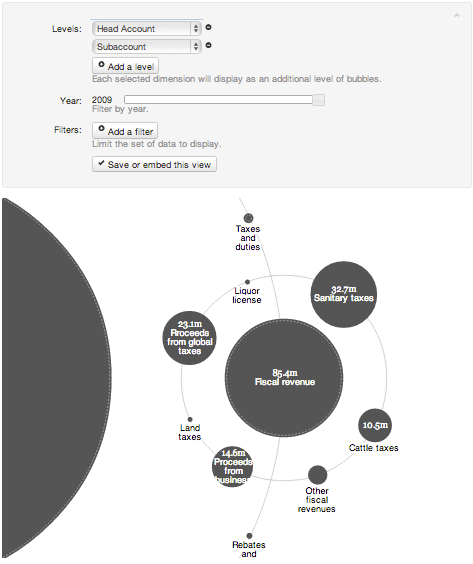 Levels: Head Account
Subaccount
Add a level
Each selected dimension will display as an additional level of bubbles.
Year: 2009
Filter by year.
Filters: Add a filter
Limit the set of data to display.
Save or embed this view
Taxes
and
duties
Liquor
license
32.7m
Sanitary taxes
23.1m
Proceeds
from global
taxes
85.4m
Fiscal revenue
10.5m
Cattle taxes
Land
taxes
14.6m
Proceeds
from
business
Other
fiscal
revenues
Rebates
and